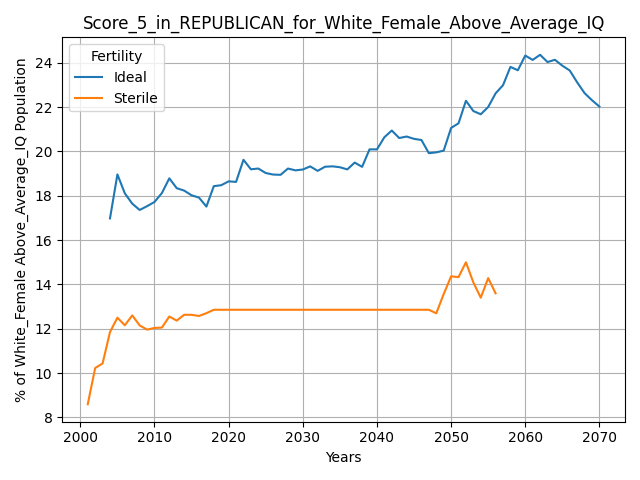 Score_5_in_REPUBLICAN_for_White_Female_Above_Average_IQ
Fertility
Ideal
Sterile
% of White_Female Above_Average_IQ Population
24
22
20
18
16
14
12
10
8
2000 2010 2020 2030 2040 2050 2060 2070
Years